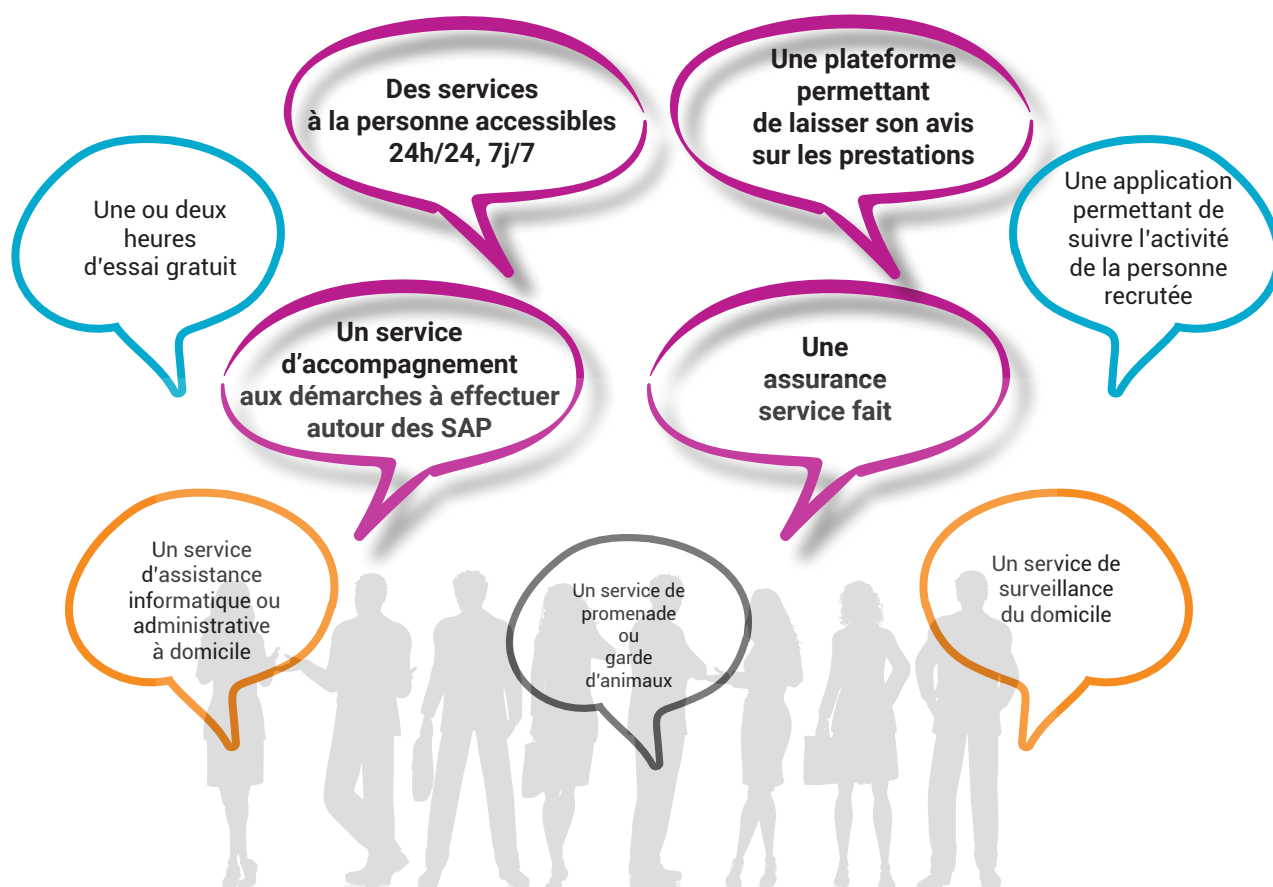 Des services
à la personne accessibles
24h/24, 7j/7
Une plateforme
permettant
de laisser son avis
sur les prestations
Une ou deux
heures
d'essai gratuit
Une application
permettant de
suivre l'activité
de la personne
recrutée
Un service
d’accompagnement
aux démarches à effectuer
autour des SAP
Une
assurance
service fait
Un service
d'assistance
informatique ou
administrative
à domicile
Un service de
promenade
ou
garde
d'animaux
Un service de
surveillance
du domicile